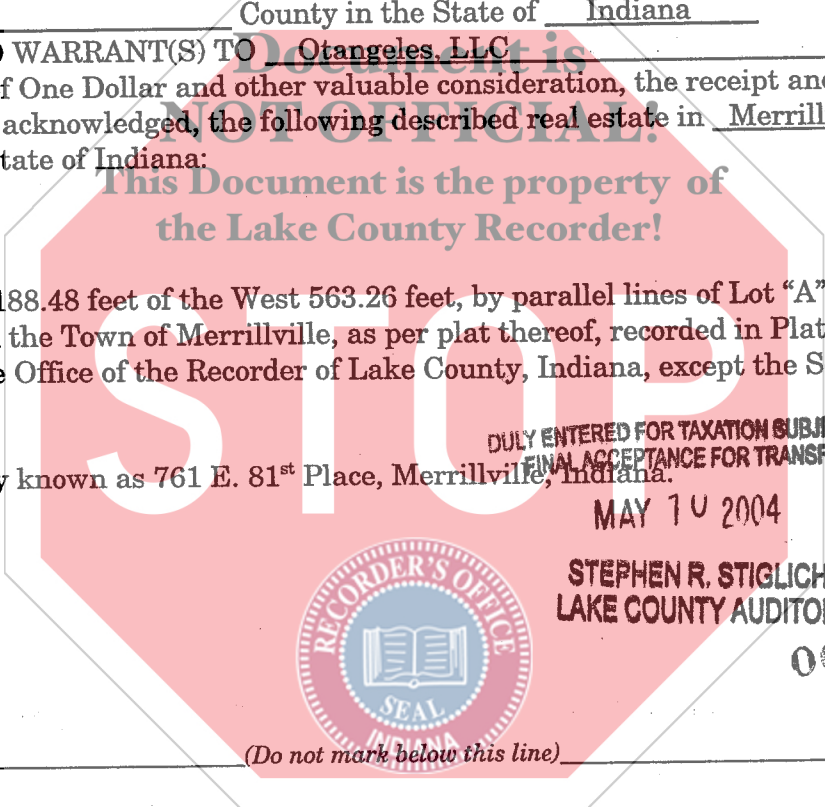 County in the State of Indiana
WARRANT(S) TO Otangeles, LLC
Document is
f One Dollar and other valuable consideration, the receipt and
NOT OFFICIAL!
acknowledged, the following described real estate in Merrill
tate of Indiana:
This Document is the property of
the Lake County Recorder!
188.48 feet of the West 563.26 feet, by parallel lines of Lot “A”
the Town of Merrillville, as per plat thereof, recorded in Plat
e Office of the Recorder of Lake County, Indiana, except the S
STOP
DULY ENTERED FOR TAXATION SUBJE
FINAL ACCEPTANCE FOR TRANSF
y known as 761 E. 81st Place, Merrillville, Indiana.
MAY 10 2004
STEPHEN R. STIGLICH
LAKE COUNTY AUDITO
RECORDER'S OFFICE
SEAL
INDIANA
(Do not mark below this line)